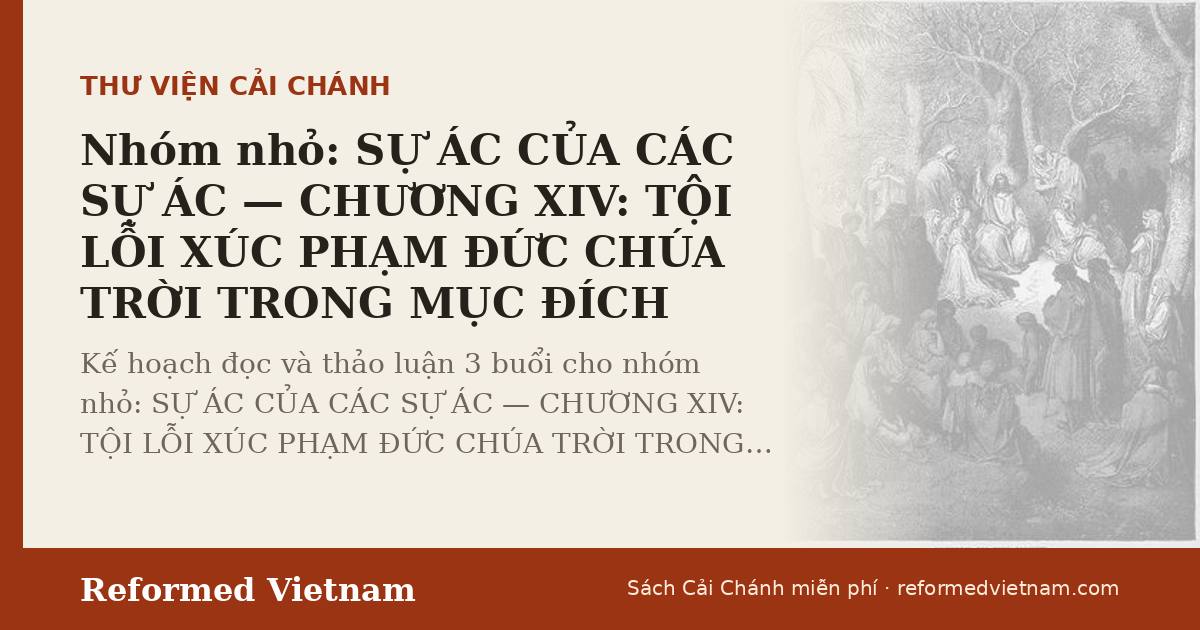 THƯ VIỆN CẢI CHÁNH
Nhóm nhỏ: SỰ ÁC CỦA CÁC
SỰ ÁC — CHƯƠNG XIV: TỘI
LỖI XÚC PHẠM ĐỨC CHÚA
TRỜI TRONG MỤC ĐÍCH
Kế hoạch đọc và thảo luận 3 buổi cho nhóm
nhỏ: SỰ ÁC CỦA CÁC SỰ ÁC — CHƯƠNG XIV:
TỘI LỖI XÚC PHẠM ĐỨC CHÚA TRỜI TRONG...
Reformed Vietnam
Sách Cải Chánh miễn phí · reformedvietnam.com